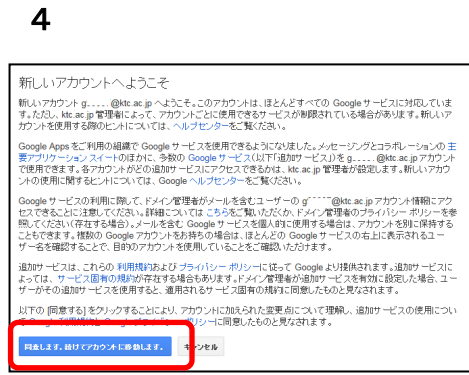 4
新しいアカウントへようこそ
新しいアカウント g.....@ktc.ac.jp へようこそ。このアカウントは、ほとんどすべての Google サービスに対応していま
す。ただし、ktc.ac.jp 管理者によって、アカウントごとに使用できるサービスが制限されている場合があります。新しいアカ
ウントを使用する際のヒントについては、ヘルプセンターをご覧ください。
Google Apps をご利用の組織で Google サービスを使用できるようになりました。メッセージングとコラボレーションの 主
要アプリケーション スイートのほかに、多数の Google サービス(以下「追加サービス」)を g.....@ktc.ac.jp アカウント
で使用できます。各アカウントがどの追加サービスにアクセスできるかは、ktc.ac.jp 管理者が設定します。新しいアカウ
ントの使用に関するヒントについては、Google ヘルプセンターをご覧ください。
Google サービスの利用に際して、ドメイン管理者がメールを含むユーザーの g @ktc.ac.jp アカウント情報にアク
セスできることに注意してください。詳細については こちらをご覧いただくか、ドメイン管理者のプライバシー ポリシーを参
照してください(存在する場合)。メールを含む Google サービスを個人的に使用する場合は、アカウントを別に保持する
こともできます。複数の Google アカウントをお持ちの場合は、ほとんどの Google サービスの右上に表示されるユー
ザー名を確認することで、目的のアカウントを使用していることをご確認いただけます。
追加サービスは、これらの 利用規約および プライバシー ポリシーに従って Google より提供されます。追加サービスに
よっては、サービス固有の規約が存在する場合もあります。ドメイン管理者が追加サービスを有効に設定した場合、ユー
ザーがその追加サービスを使用すると、適用されるサービス固有の規約に同意したものと見なされます。
以下の [同意する] をクリックすることにより、アカウントに加えられた変更点について理解し、追加サービスの使用につい
シーに同意したものと見なされます。
同意します。続けてアカウントに移動します。 キャンセル